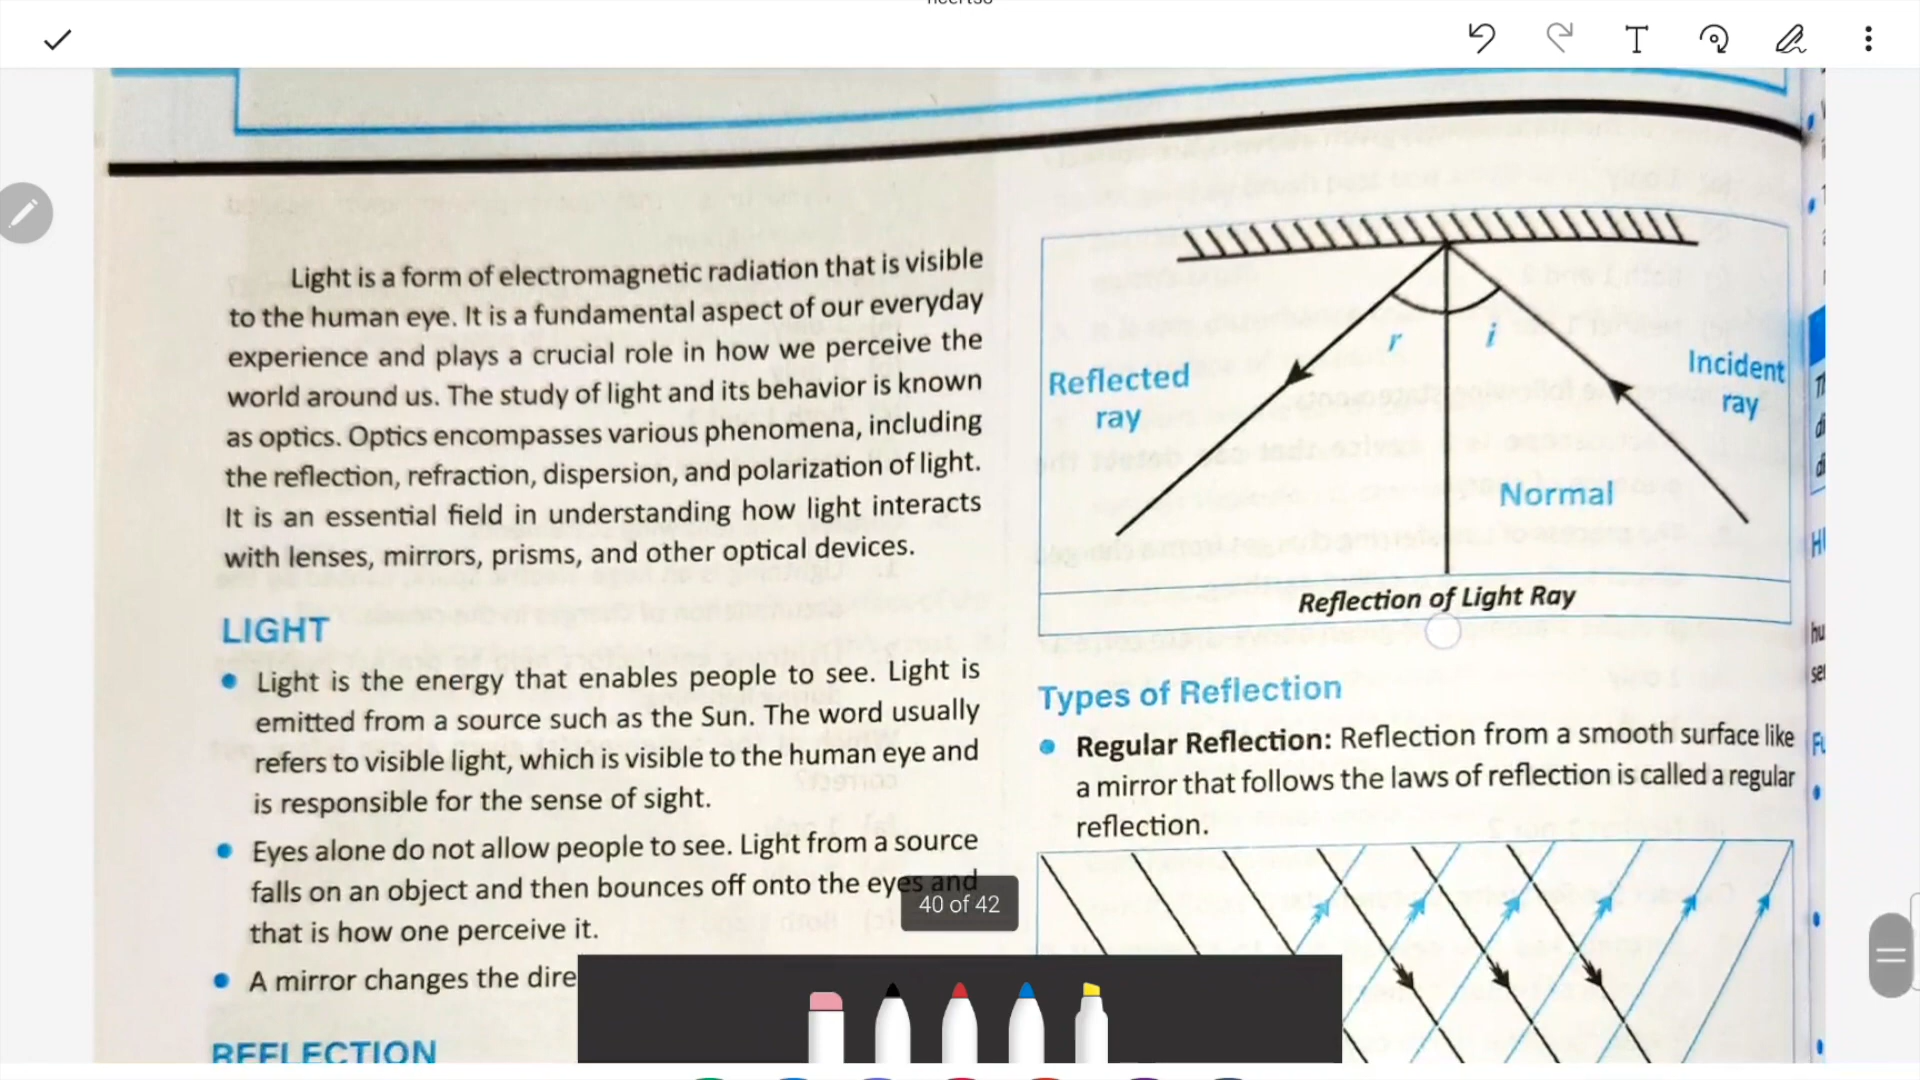 Light is a form of electromagnetic radiation that is visible
to the human eye. It is a fundamental aspect of our everyday
experience and plays a crucial role in how we perceive the
world around us. The study of light and its behavior is known
as optics. Optics encompasses various phenomena, including
the reflection, refraction, dispersion, and polarization of light.
It is an essential field in understanding how light interacts
with lenses, mirrors, prisms, and other optical devices.
LIGHT
Light is the energy that enables people to see. Light is
emitted from a source such as the Sun. The word usually
refers to visible light, which is visible to the human eye and
is responsible for the sense of sight.
Eyes alone do not allow people to see. Light from a source
falls on an object and then bounces off onto the eyes and
that is how one perceive it.
A mirror changes the dire
REFLECTION
r
i
Reflected
ray
Incident
ray
Normal
Reflection of Light Ray
Types of Reflection
Regular Reflection: Reflection from a smooth surface like
a mirror that follows the laws of reflection is called a regular
reflection.
40 of 42